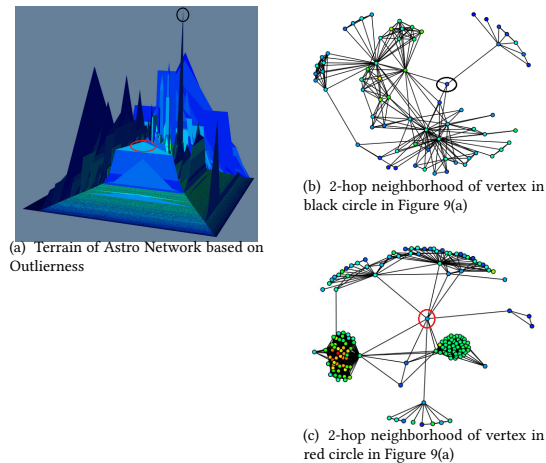 (a) Terrain of Astro Network based on
Outlierness
(b) 2-hop neighborhood of vertex in
black circle in Figure 9(a)
(c) 2-hop neighborhood of vertex in
red circle in Figure 9(a)